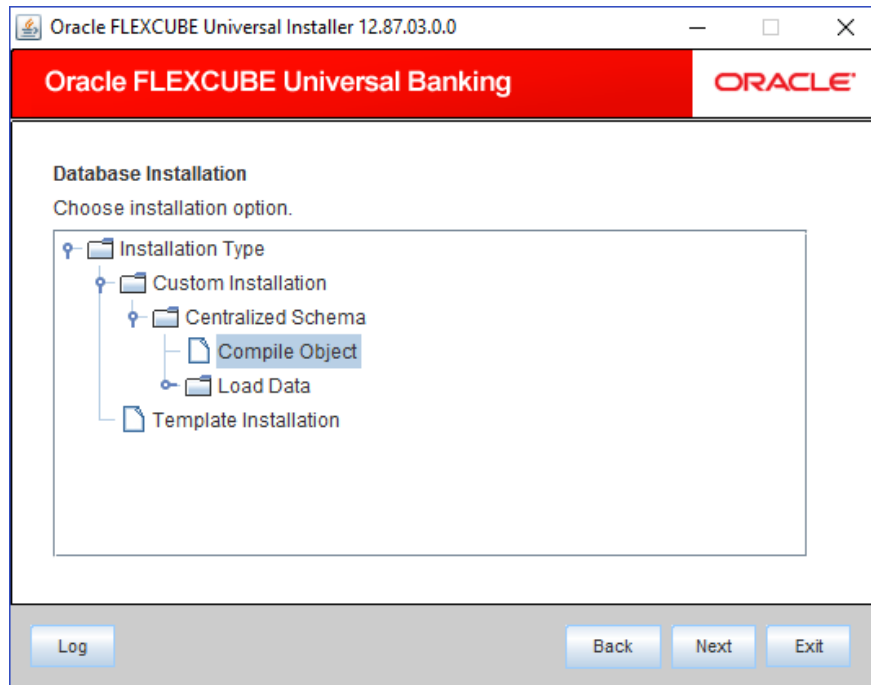 Oracle FLEXCUBE Universal Installer 12.87.03.0.0
Oracle FLEXCUBE Universal Banking
ORACLE
Database Installation
Choose installation option.
Installation Type
Custom Installation
Centralized Schema
Compile Object
Load Data
Template Installation
Log Back Next Exit